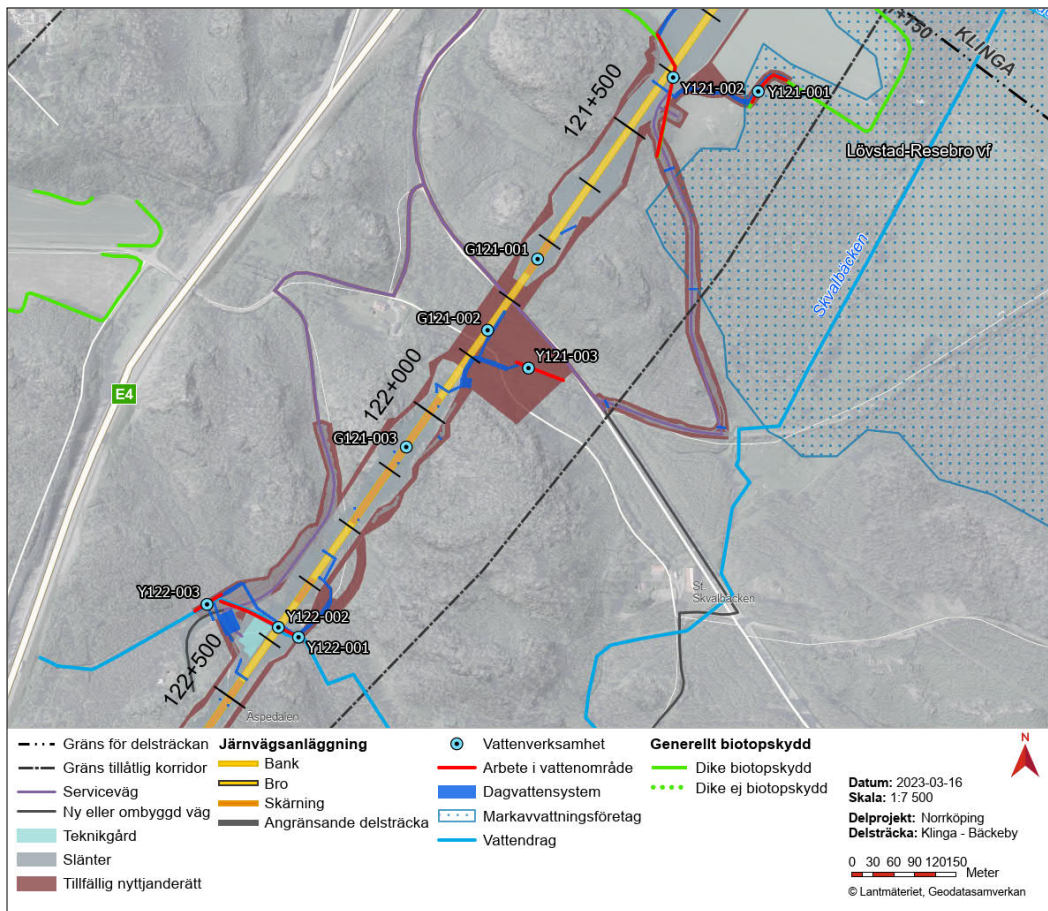 1+150
KLINGA
121+500
Y121-002
Y121-001
Lövstad-Resebro vf
G121-001
Skvalbäcken
G121-002
Y121-003
122+000
E4
G121-003
St
Skvalbäcken
Y122-003
Y122-002
Y122-001
122+500
Äspedalen
Gräns för delsträckan
Gräns tillåtlig korridor
Serviceväg
Ny eller ombyggd väg
Teknikgård
Slänter
Tillfällig nyttjanderätt
Järnvägsanläggning
Bank
Bro
Skärning
Angränsande delsträcka
Vattenverksamhet
Arbete i vattenområde
Dagvattensystem
Markavvattningsföretag
Vattendrag
Generellt biotopskydd
Dike biotopskydd
Dike ej biotopskydd
N
Datum: 2023-03-16
Skala: 1:7 500
Delprojekt: Norrköping
Delsträcka: Klinga - Bäckeby
0 30 60 90 120150
Meter
© Lantmäteriet, Geodatasamverkan